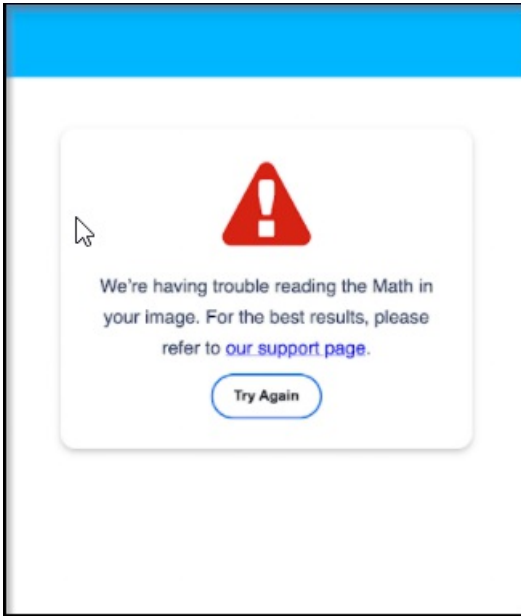 We're having trouble reading the Math in
your image. For the best results, please
refer to our support page.
Try Again